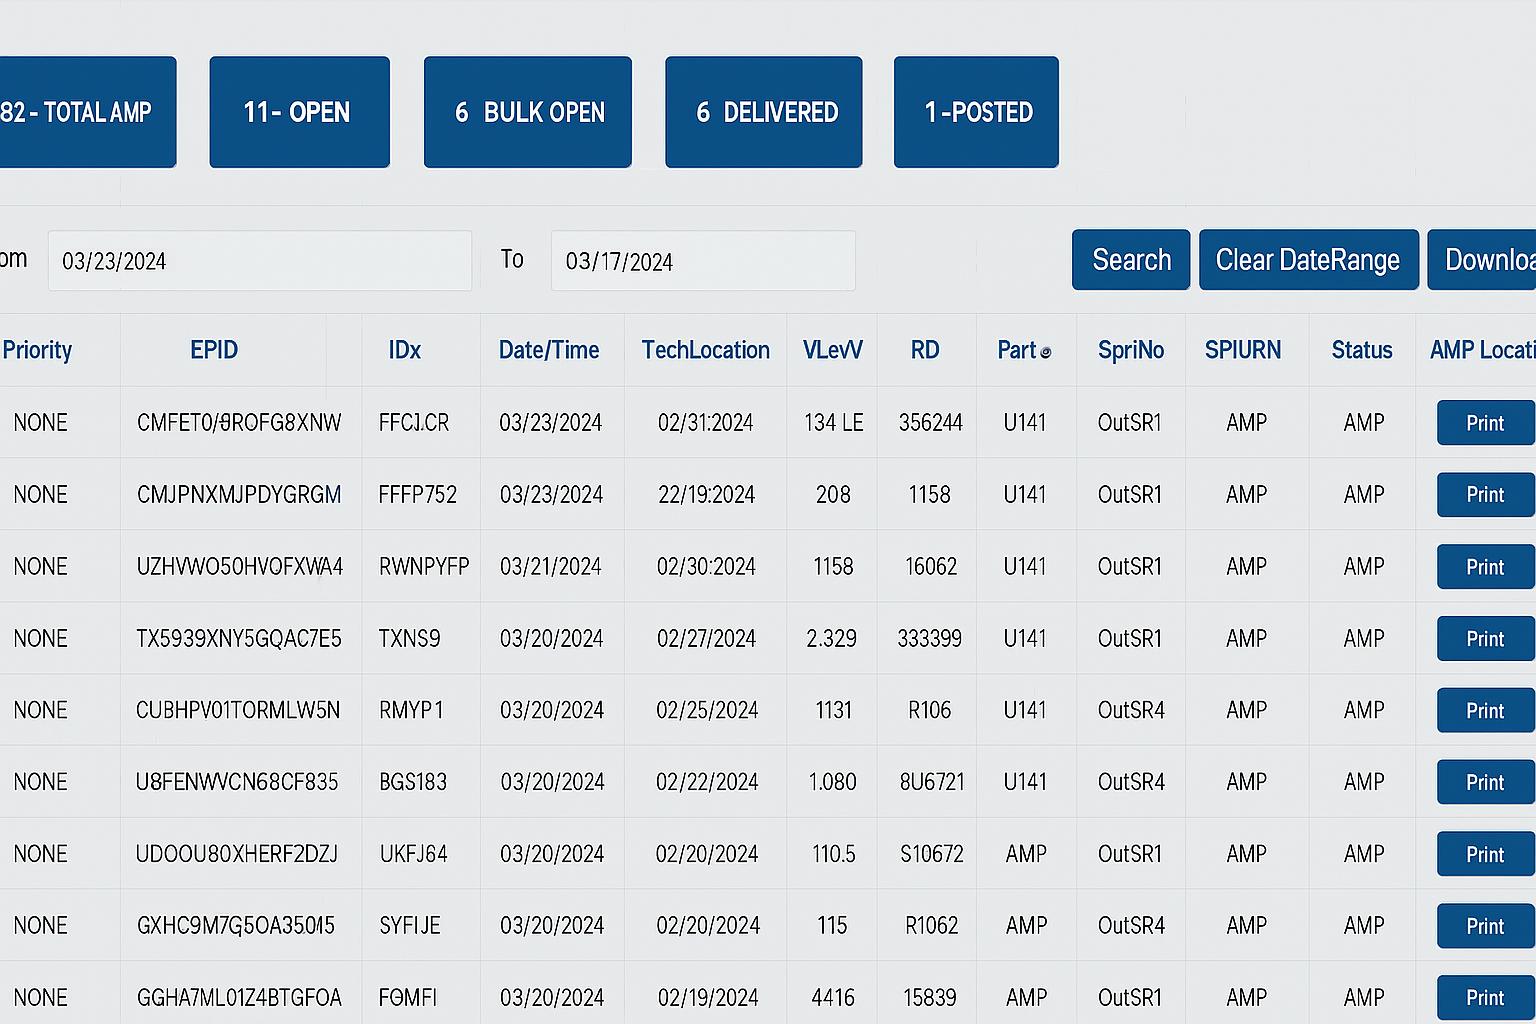 82 - TOTAL AMP 11- OPEN 6 BULK OPEN 6 DELIVERED 1 -POSTED
om 03/23/2024 To 03/17/2024 Search Clear DateRange Downloa
Priority EPID IDx Date/Time TechLocation VLevV RD Part SpriNo SPIURN Status AMP Locati
NONE FFCJ.CR 03/23/2024 02/31:2024 134 LE 356244 U141 OutSR1 AMP AMP Print
NONE CMJPNXMJPDYGRGM FFFP752 03/23/2024 22/19:2024 208 1158 U141 OutSR1 AMP AMP Print
NONE UZHVWO50HVOFXWA4 RWNPYFP 03/21/2024 02/30:2024 1158 16062 U141 OutSR1 AMP AMP Print
NONE TX5939XNY5GQAC7E5 TXNS9 03/20/2024 02/27/2024 2.329 333399 U141 OutSR1 AMP AMP Print
NONE CUBHPV01TORMLW5N RMYP1 03/20/2024 02/25/2024 1131 R106 U141 OutSR4 AMP AMP Print
NONE U8FENWVCN68CF835 BGS183 03/20/2024 02/22/2024 1.080 8U6721 U141 OutSR4 AMP AMP Print
NONE UDOOU80XHERF2DZJ UKFJ64 03/20/2024 02/20/2024 110.5 S10672 AMP OutSR1 AMP AMP Print
NONE SYFIJE 03/20/2024 02/20/2024 115 R1062 AMP OutSR4 AMP AMP Print
NONE GGHA7ML01Z4BTGFOA FOMFI 03/20/2024 02/19/2024 4416 15839 AMP OutSR1 AMP AMP Print